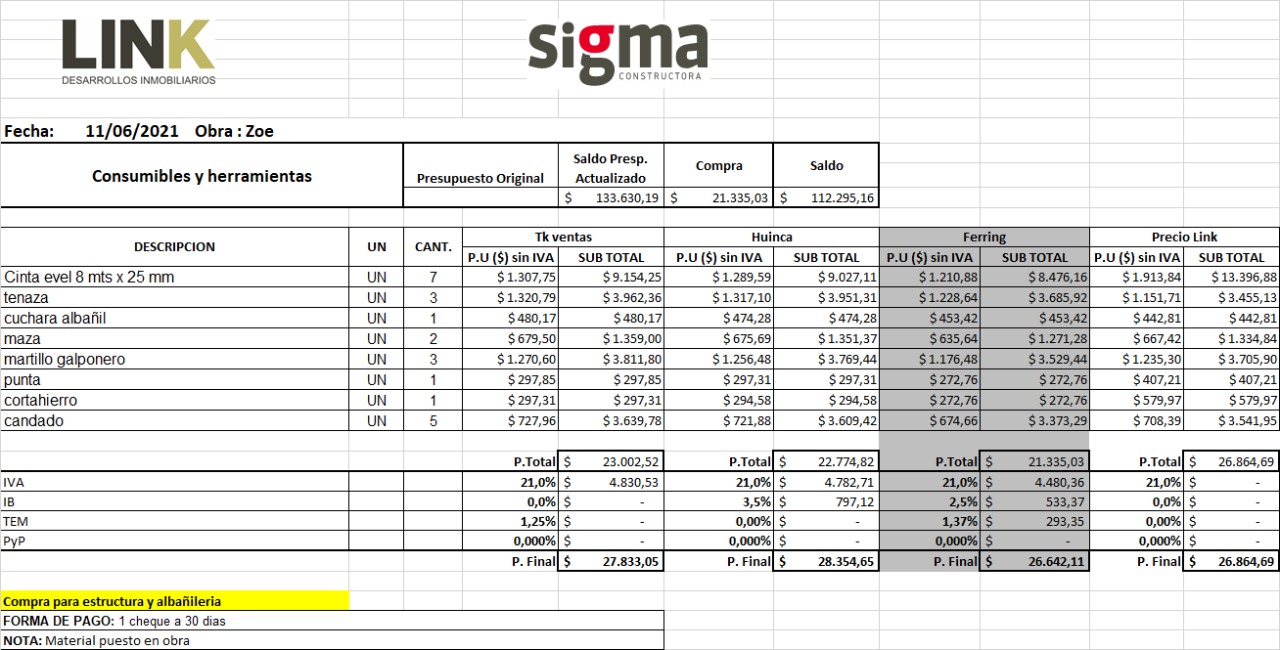 LINK
DESARROLLOS INMOBILIARIOS
sigma
CONSTRUCTORA
Fecha: 11/06/2021 Obra : Zoe
Consumibles y herramientas
Presupuesto Original Saldo Presp. Actualizado Compra Saldo
$ 133.630,19 $ 21.335,03 $ 112.295,16
DESCRIPCION UN CANT. Tk ventas Huinca Ferring Precio Link
P.U ($) sin IVA SUB TOTAL P.U ($) sin IVA SUB TOTAL P.U ($) sin IVA SUB TOTAL P.U ($) sin IVA SUB TOTAL
Cinta evel 8 mts x 25 mm UN 7 $ 1.307,75 $ 9.154,25 $ 1.289,59 $ 9.027,11 $ 1.210,88 $ 8.476,16 $ 1.913,84 $ 13.396,88
tenaza UN 3 $ 1.320,79 $ 3.962,36 $ 1.317,10 $ 3.951,31 $ 1.228,64 $ 3.685,92 $ 1.151,71 $ 3.455,13
cuchara albañil UN 1 $ 480,17 $ 480,17 $ 474,28 $ 474,28 $ 453,42 $ 453,42 $ 442,81 $ 442,81
maza UN 2 $ 679,50 $ 1.359,00 $ 675,69 $ 1.351,37 $ 635,64 $ 1.271,28 $ 667,42 $ 1.334,84
martillo galponero UN 3 $ 1.270,60 $ 3.811,80 $ 1.256,48 $ 3.769,44 $ 1.176,48 $ 3.529,44 $ 1.235,30 $ 3.705,90
punta UN 1 $ 297,85 $ 297,85 $ 297,31 $ 297,31 $ 272,76 $ 272,76 $ 407,21 $ 407,21
cortahierro UN 1 $ 297,31 $ 297,31 $ 294,58 $ 294,58 $ 272,76 $ 272,76 $ 579,97 $ 579,97
candado UN 5 $ 727,96 $ 3.639,78 $ 721,88 $ 3.609,42 $ 674,66 $ 3.373,29 $ 708,39 $ 3.541,95
P.Total $ 23.002,52 P.Total $ 22.774,82 P.Total $ 21.335,03 P.Total $ 26.864,69
IVA 21,0% $ 4.830,53 21,0% $ 4.782,71 21,0% $ 4.480,36 21,0% $ -
IB 0,0% $ - 3,5% $ 797,12 2,5% $ 533,37 0,0% $ -
TEM 1,25% $ - 0,00% $ - 1,37% $ 293,35 0,00% $ -
PyP 0,000% $ - 0,000% $ - 0,000% $ - 0,000% $ -
P. Final $ 27.833,05 P. Final $ 28.354,65 P. Final $ 26.642,11 P. Final $ 26.864,69
Compra para estructura y albañileria
FORMA DE PAGO: 1 cheque a 30 dias
NOTA: Material puesto en obra